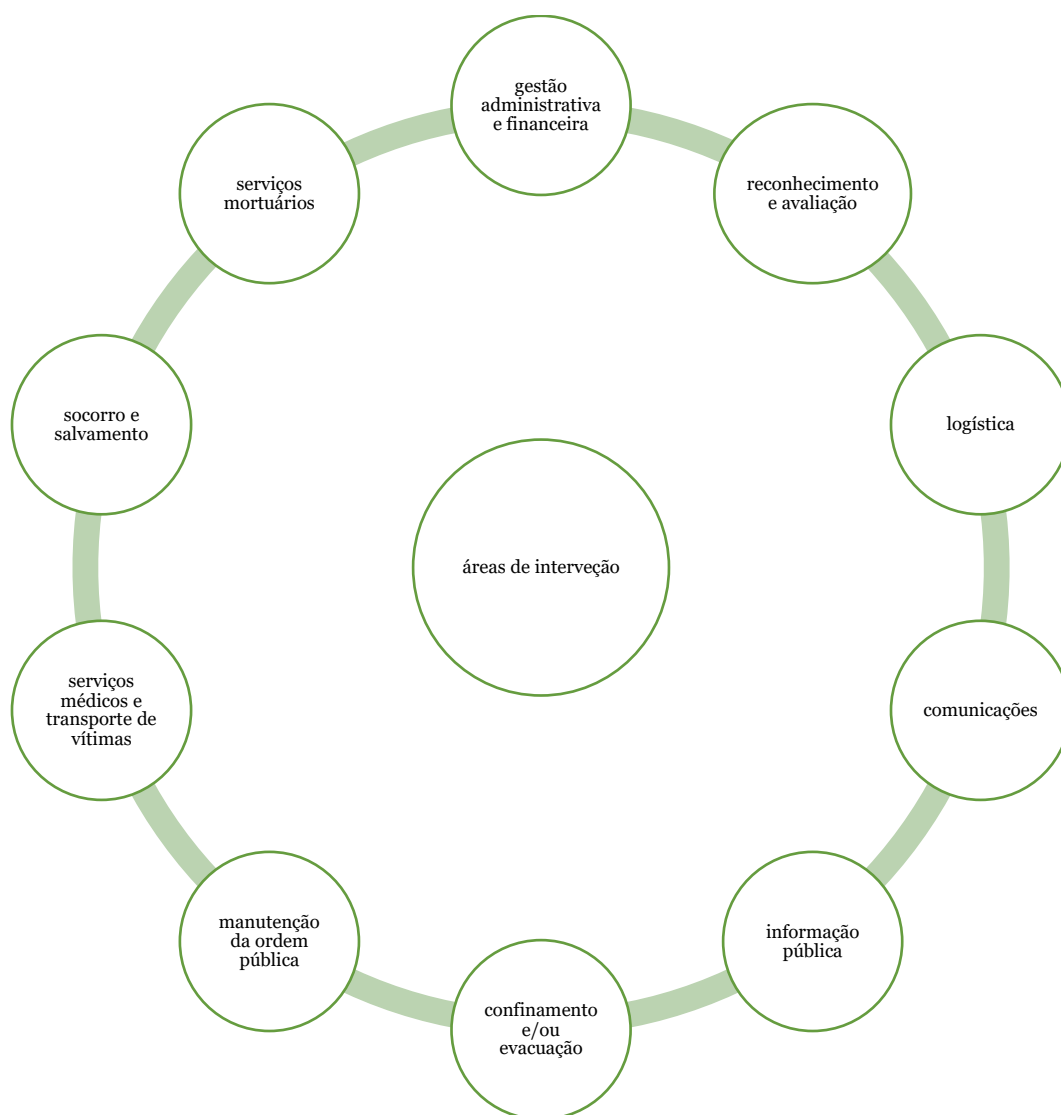 gestão
administrativa
e financeira
reconhecimento
e avaliação
logística
comunicações
informação
pública
confinamento
e/ou
evacuação
manutenção
da ordem
pública
serviços
médicos e
transporte de
vítimas
socorro e
salvamento
serviços
mortuários
áreas de interveção